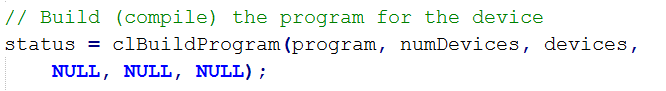 // Build (compile) the program for the device
status = clBuildProgram(program, numDevices, devices,
NULL, NULL, NULL);